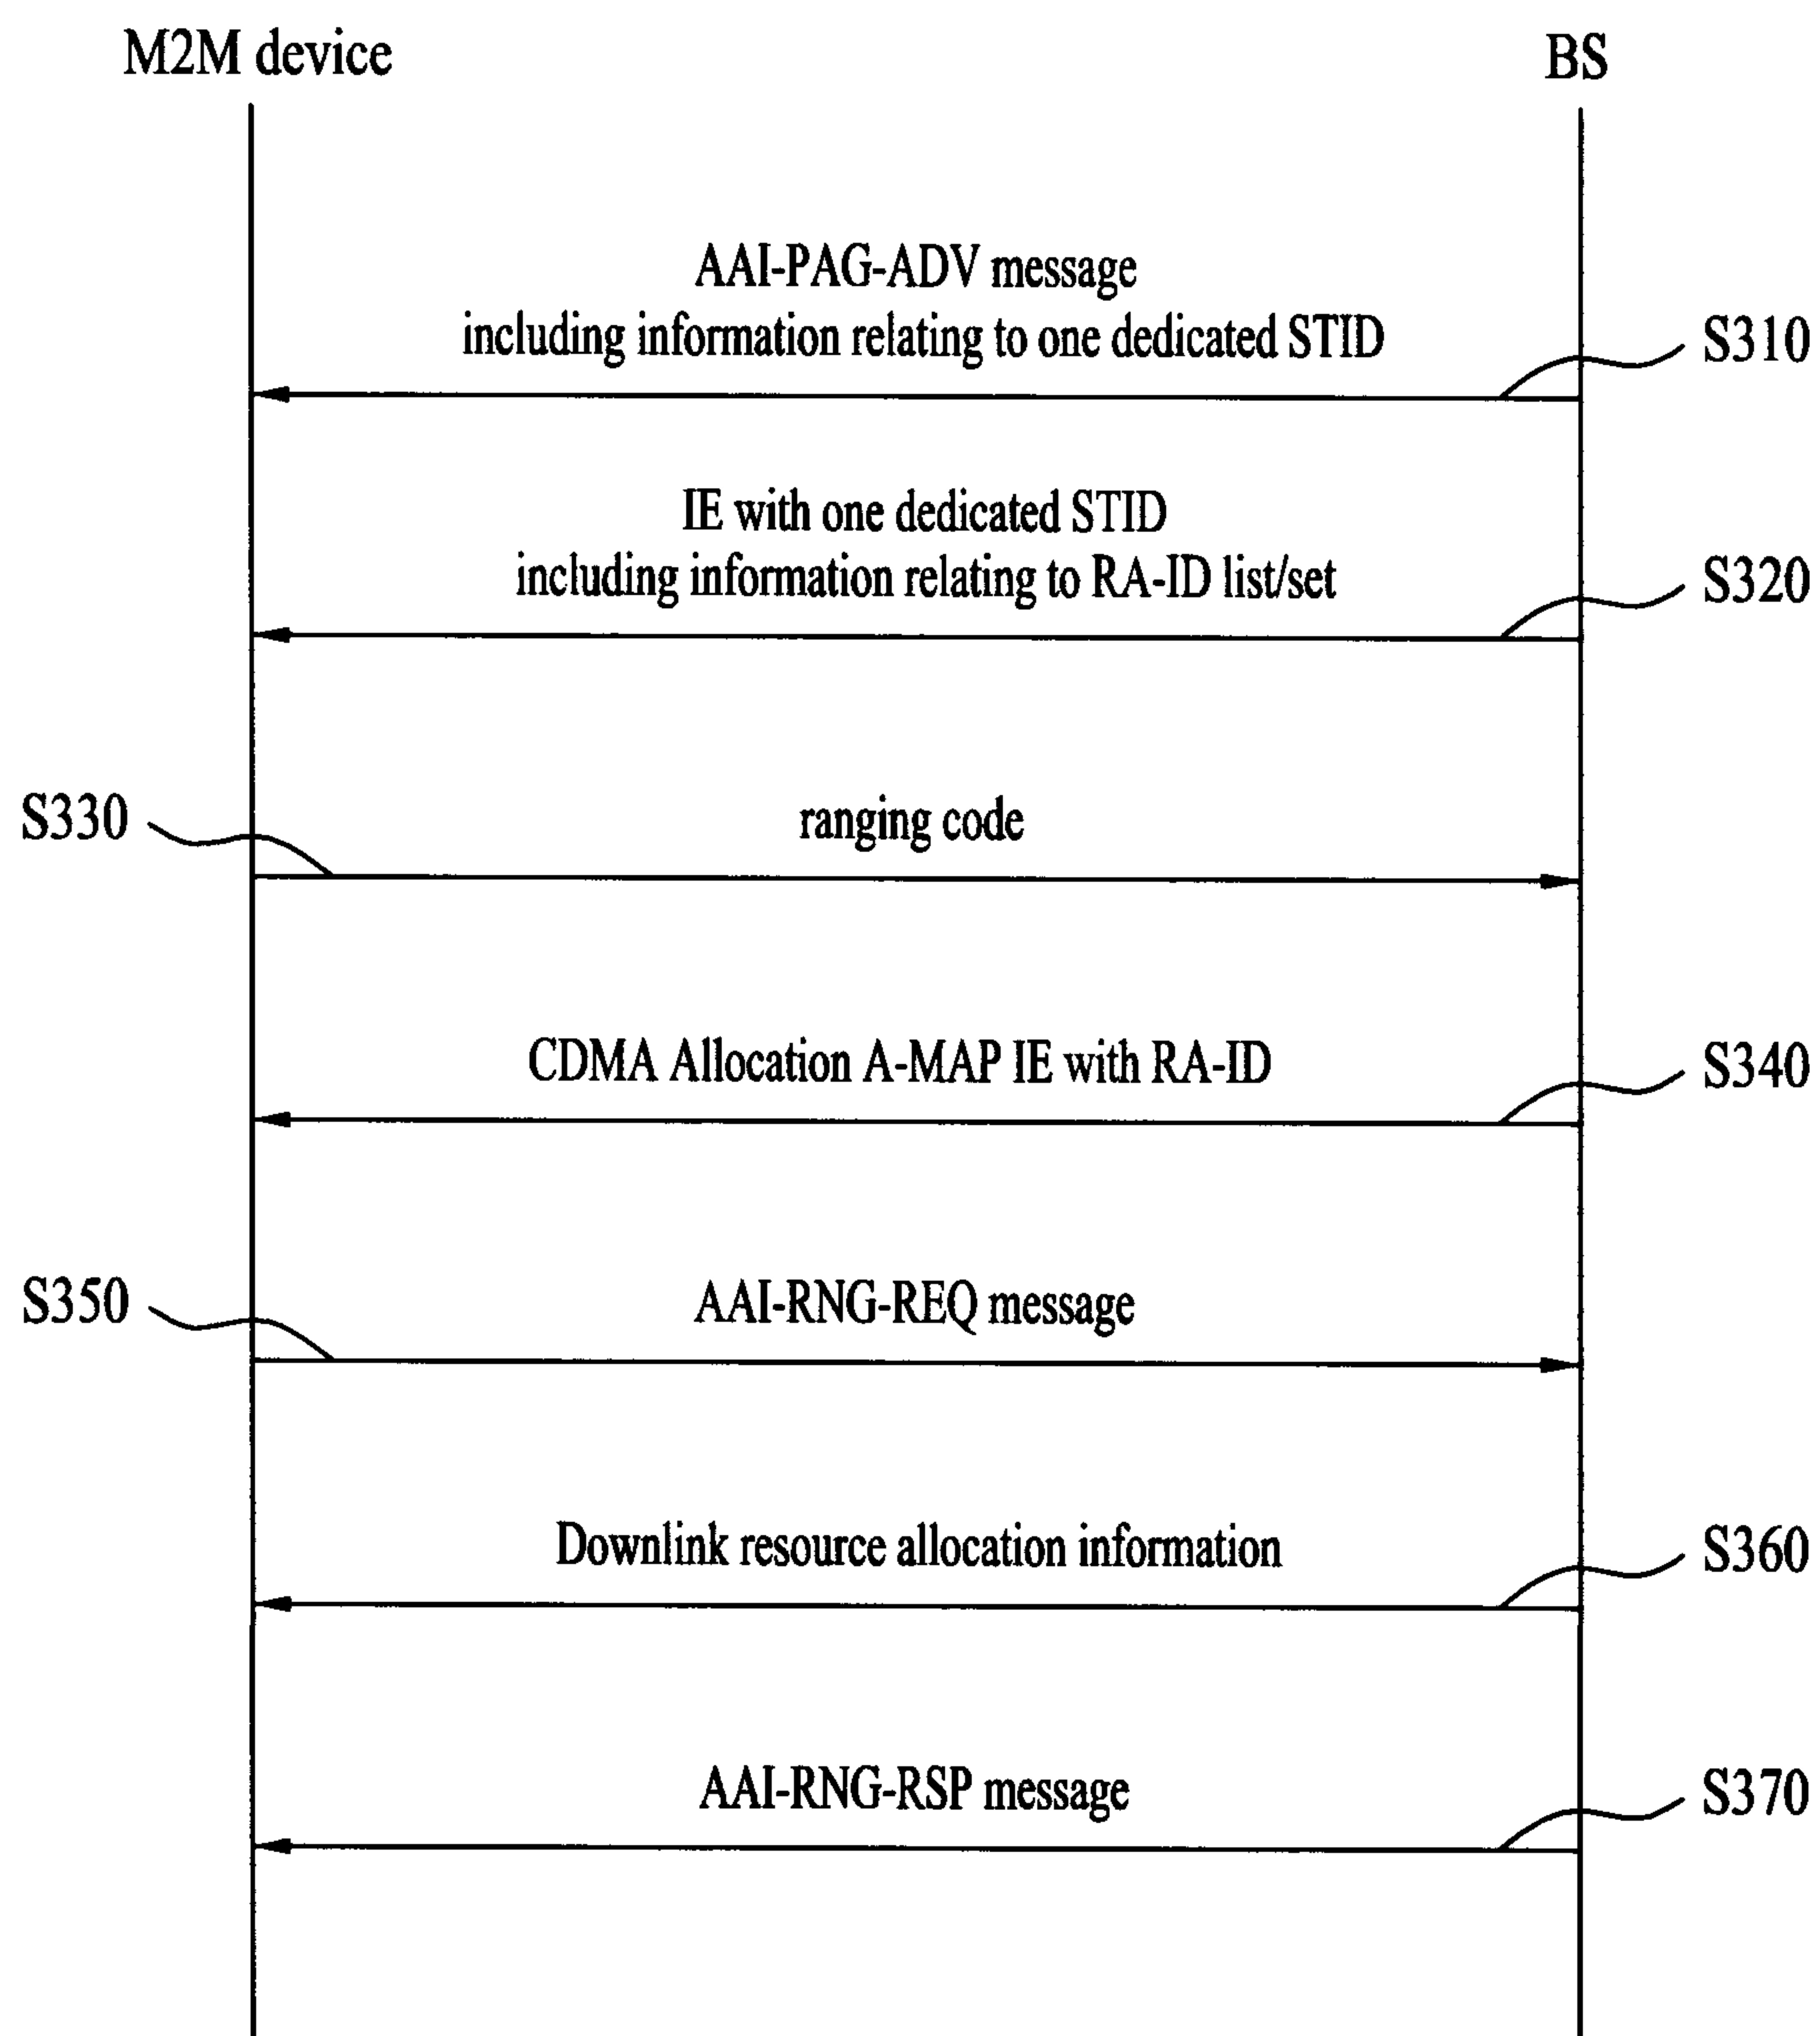 M2M device
BS
AAI-PAG-ADV message
including information relating to one dedicated STID
S310
IE with one dedicated STID
including information relating to RA-ID list/set
S320
S330
ranging code
CDMA Allocation A-MAP IE with RA-ID
S340
S350
AAI-RNG-REQ message
Downlink resource allocation information
S360
AAI-RNG-RSP message
S370